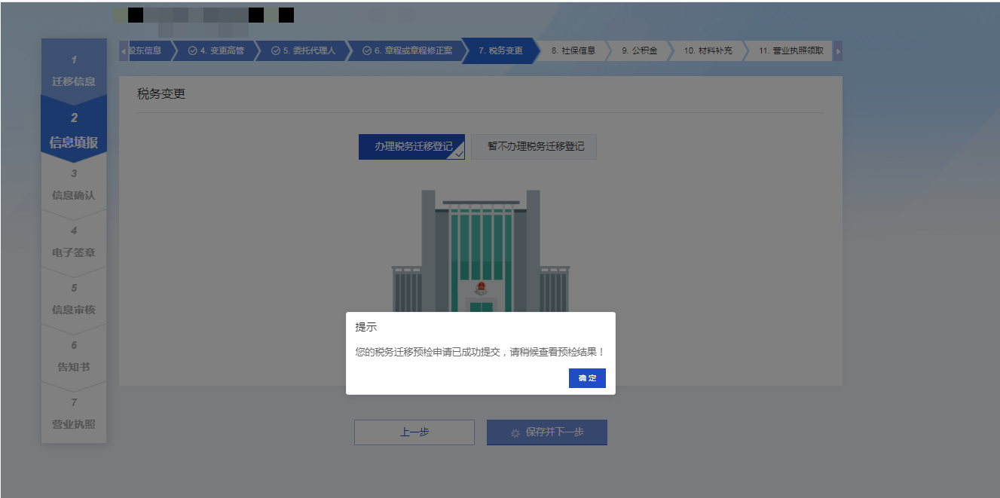 1
迁移信息
2
信息填报
3
信息确认
4
电子签章
5
信息审核
6
告知书
7
营业执照
股东信息
4. 变更高管
5. 委托代理人
6. 章程或章程修正案
7. 税务变更
8. 社保信息
9. 公积金
10. 材料补充
11. 营业执照领取
税务变更
办理税务迁移登记
暂不办理税务迁移登记
提示
您的税务迁移预检申请已成功提交，请稍候查看预检结果！
确 定
上一步
保存并下一步